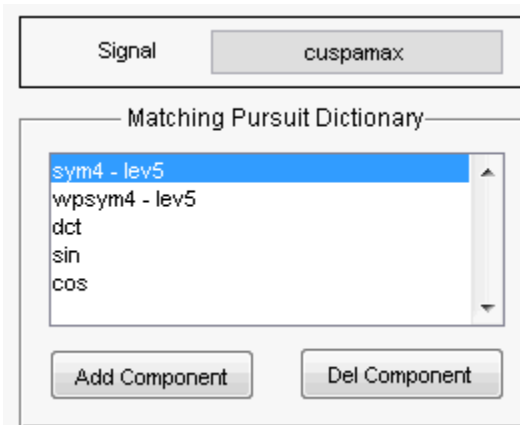 Signal cuspamax
Matching Pursuit Dictionary
sym4 - lev5
wpsym4 - lev5
dct
sin
cos
Add Component Del Component